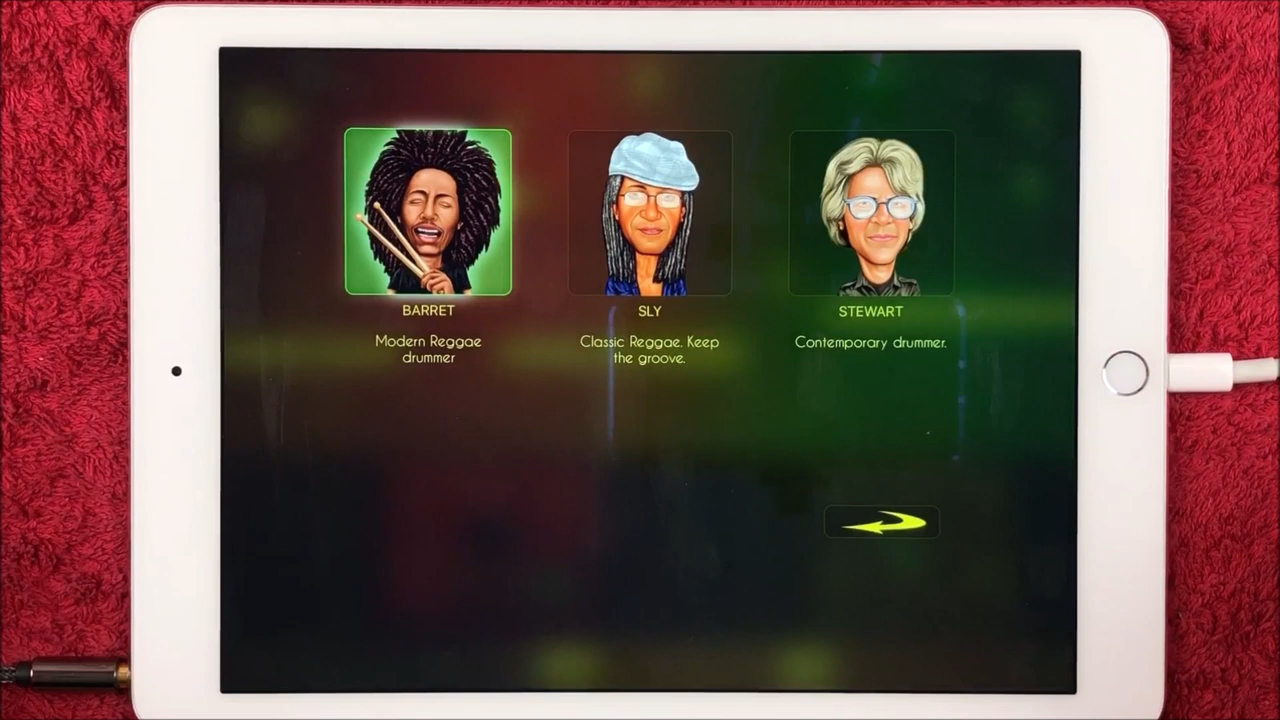 BARRET
Modern Reggae
drummer
SLY
Classic Reggae. Keep
the groove.
STEWART
Contemporary drummer.